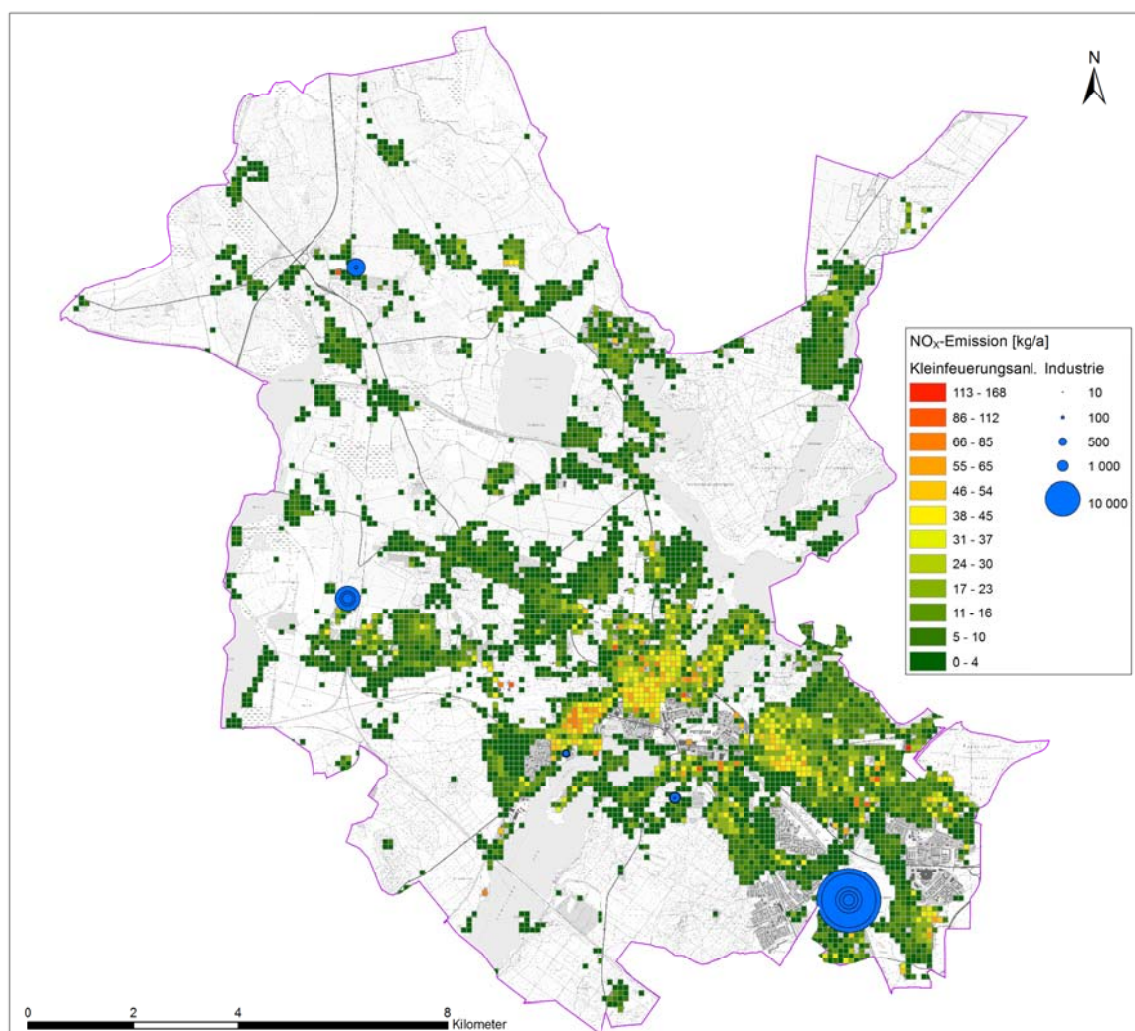 N
NOX-Emission [kg/a]
Kleinfeuerungsanl. Industrie
113 - 168 10
86 - 112 100
66 - 85 500
55 - 65 1 000
46 - 54 10 000
38 - 45
31 - 37
24 - 30
17 - 23
11 - 16
5 - 10
0 - 4
0 2 4 8
Kilometer